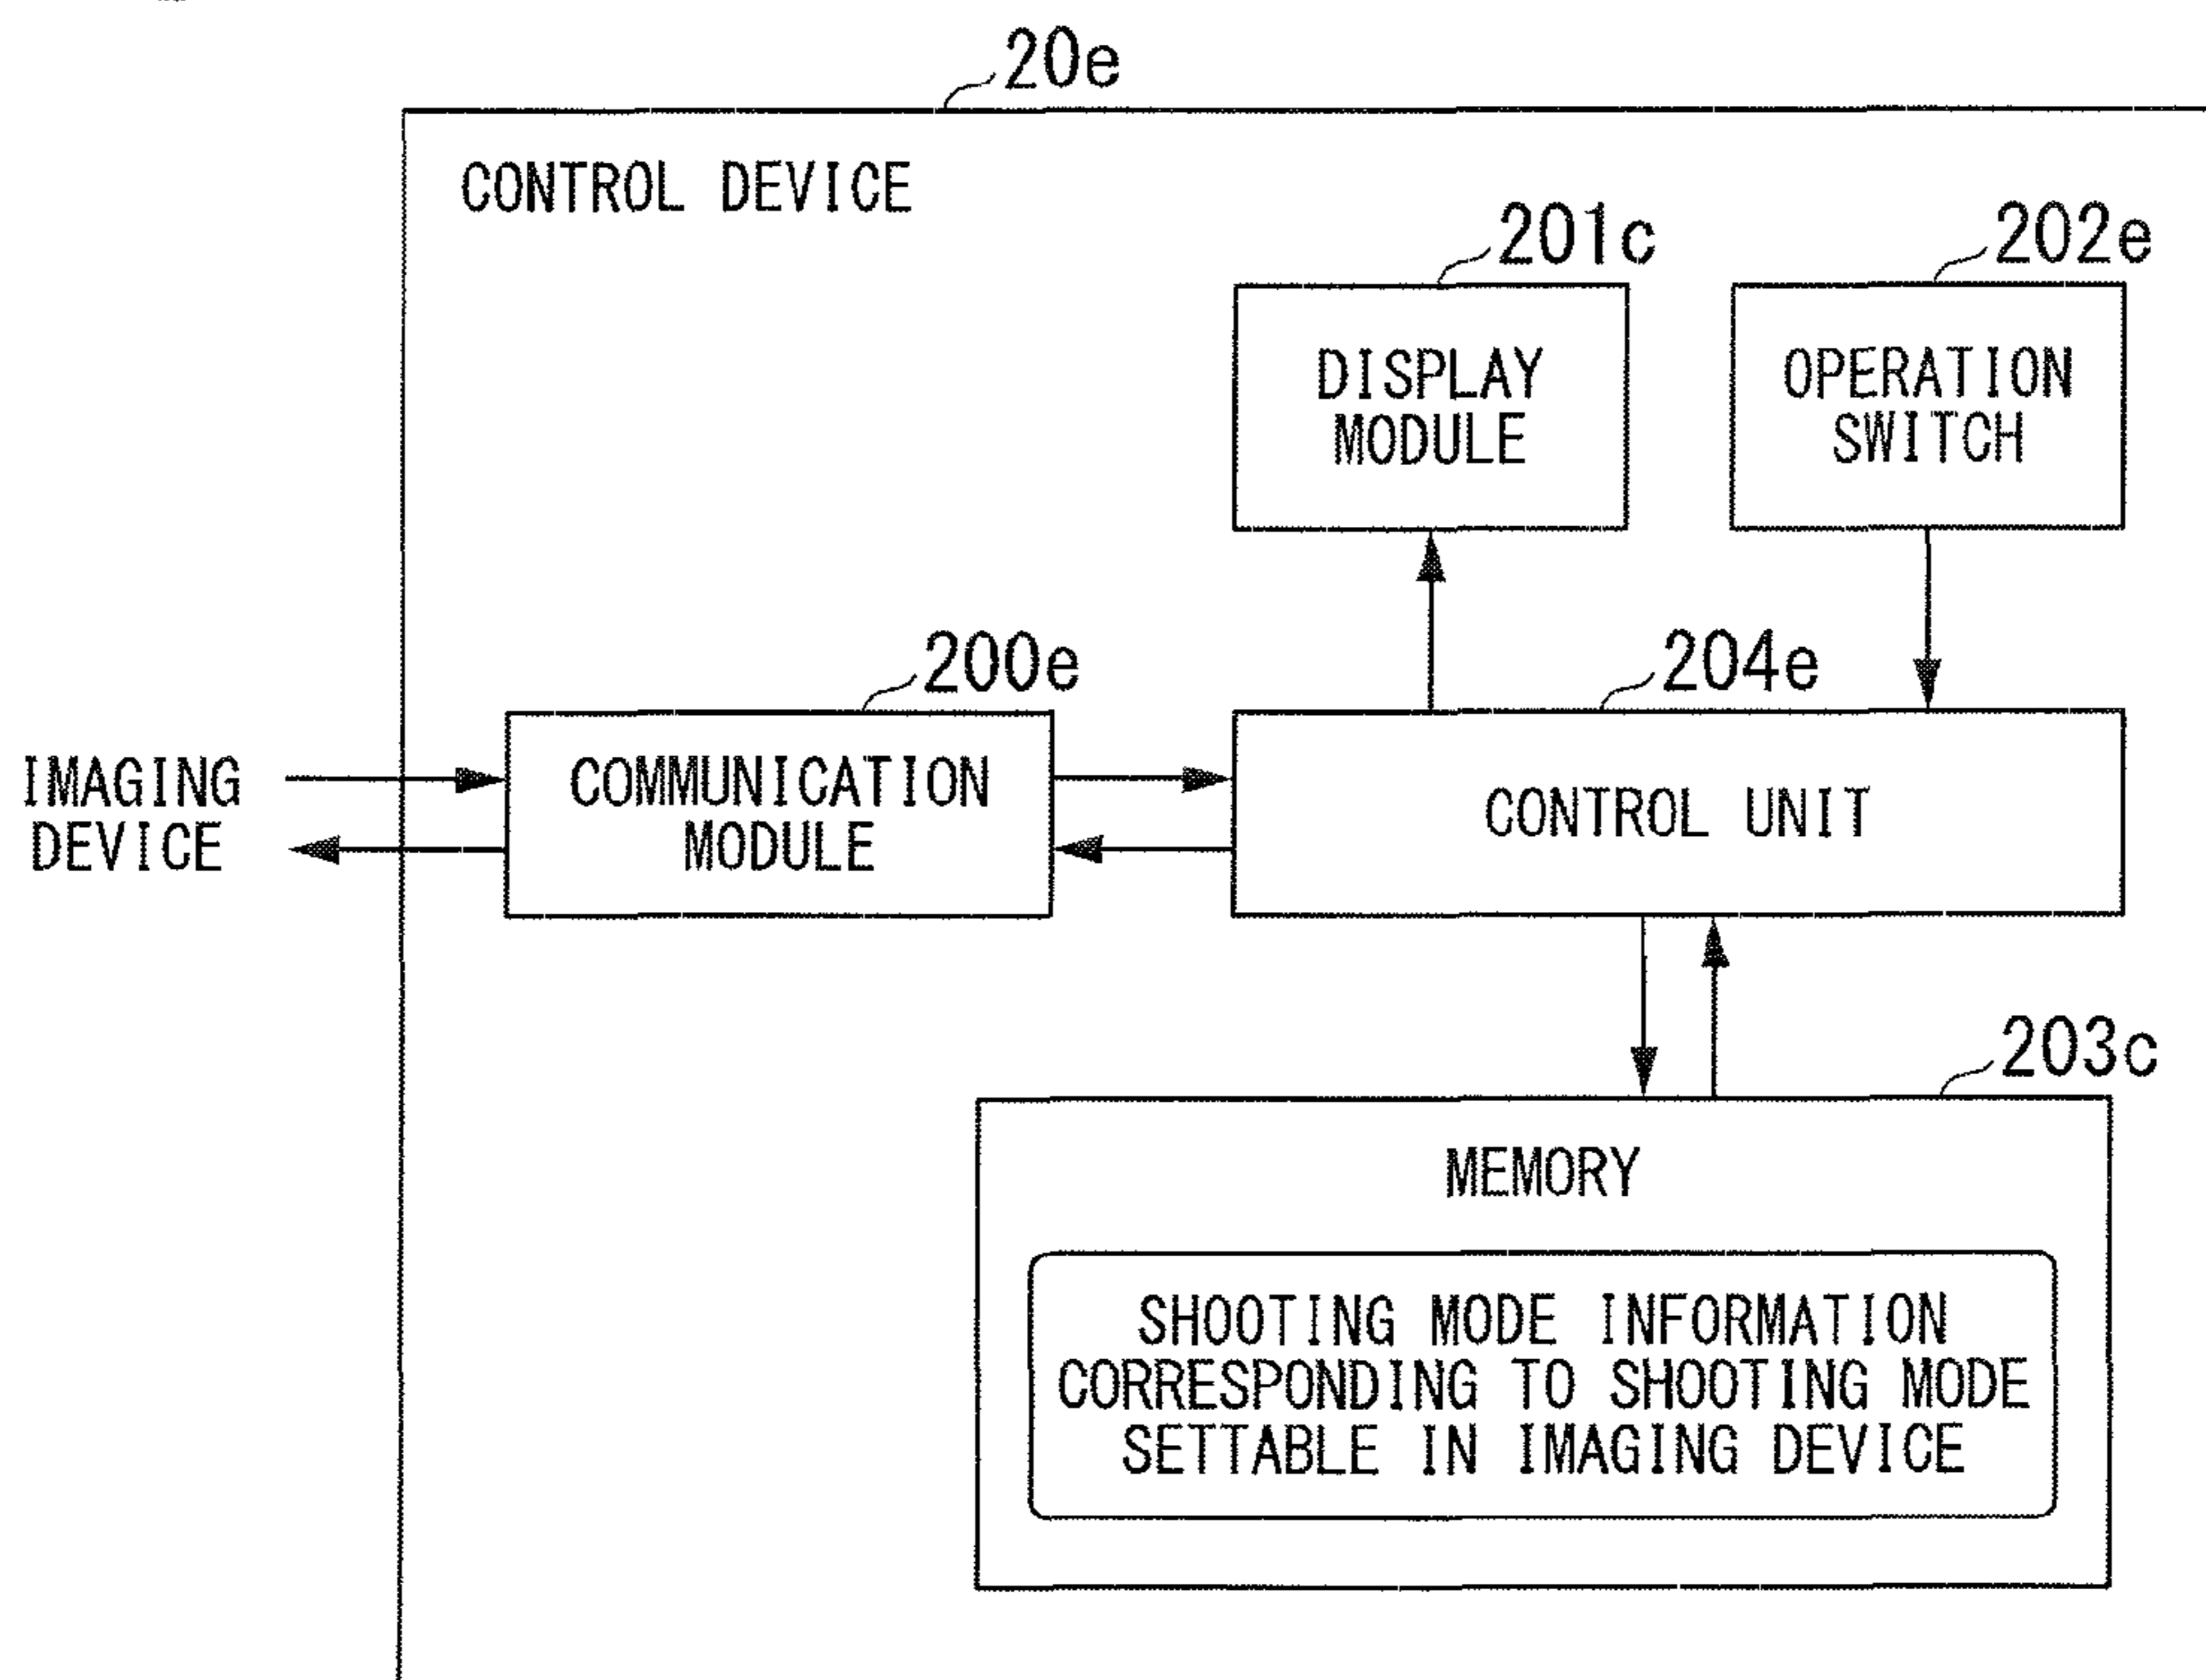 20e
CONTROL DEVICE
201c
202e
DISPLAY
MODULE
OPERATION
SWITCH
200e
204e
IMAGING
DEVICE
COMMUNICATION
MODULE
CONTROL UNIT
203c
MEMORY
SHOOTING MODE INFORMATION
CORRESPONDING TO SHOOTING MODE
SETTABLE IN IMAGING DEVICE